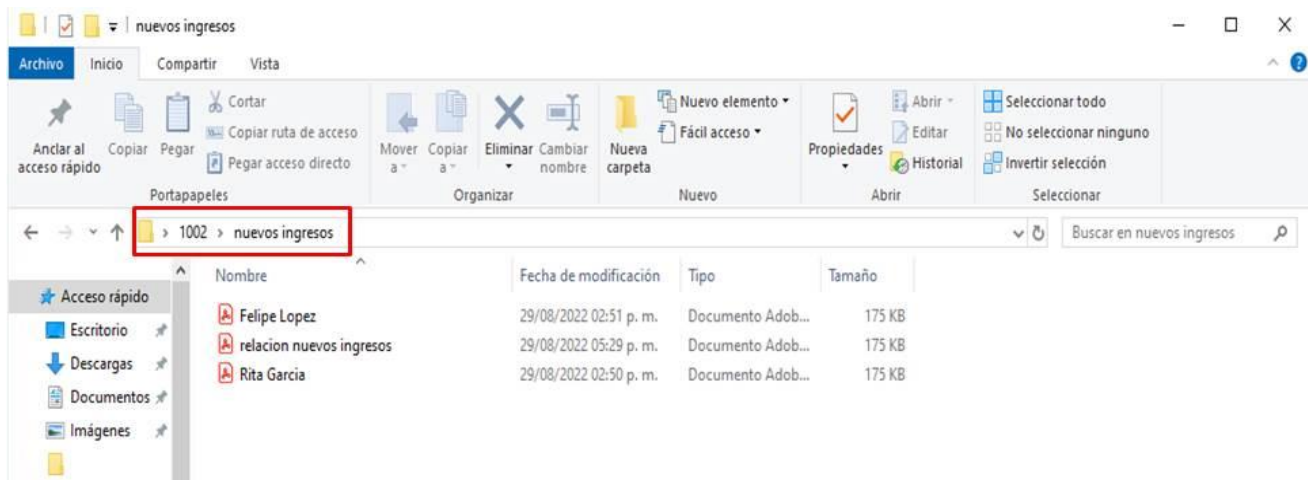 nuevos ingresos
Archivo Inicio Compartir Vista
Anclar al acceso rápido
Copiar
Pegar
Cortar
Copiar ruta de acceso
Pegar acceso directo
Portapapeles
Mover a
Copiar a
Eliminar
Cambiar nombre
Organizar
Nueva carpeta
Nuevo elemento
Fácil acceso
Nuevo
Propiedades
Abrir
Editar
Historial
Abrir
Seleccionar todo
No seleccionar ninguno
Invertir selección
Seleccionar
> 1002 > nuevos ingresos
Buscar en nuevos ingresos
Nombre Fecha de modificación Tipo Tamaño
Acceso rápido
Escritorio
Descargas
Documentos
Imágenes
Felipe Lopez 29/08/2022 02:51 p. m. Documento Adob... 175 KB
relacion nuevos ingresos 29/08/2022 05:29 p. m. Documento Adob... 175 KB
Rita Garcia 29/08/2022 02:50 p. m. Documento Adob... 175 KB